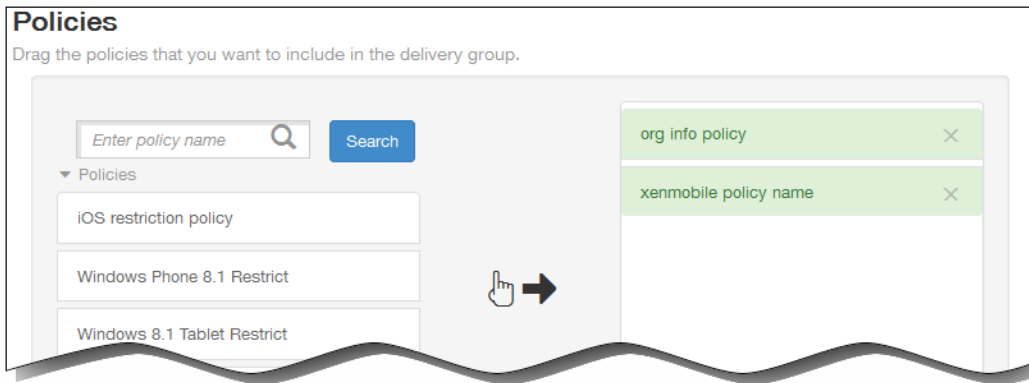 Policies
Drag the policies that you want to include in the delivery group.
Enter policy name
Search
Policies
iOS restriction policy
Windows Phone 8.1 Restrict
Windows 8.1 Tablet Restrict
org info policy
xenmobile policy name